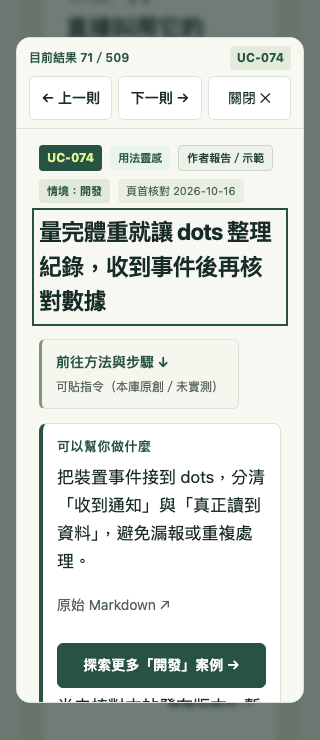 目前結果 71 / 509
UC-074
← 上一則
下一則 →
關閉 ✕
UC-074
用法靈感
作者報告 / 示範
情境：開發
頁首核對 2026-10-16
量完體重就讓 dots 整理
紀錄，收到事件後再核
對數據
前往方法與步驟 ↓
可貼指令（本庫原創 / 未實測）
可以幫你做什麼
把裝置事件接到 dots，分清
「收到通知」與「真正讀到
資料」，避免漏報或重複處
理。
原始 Markdown ↗
探索更多「開發」案例 →